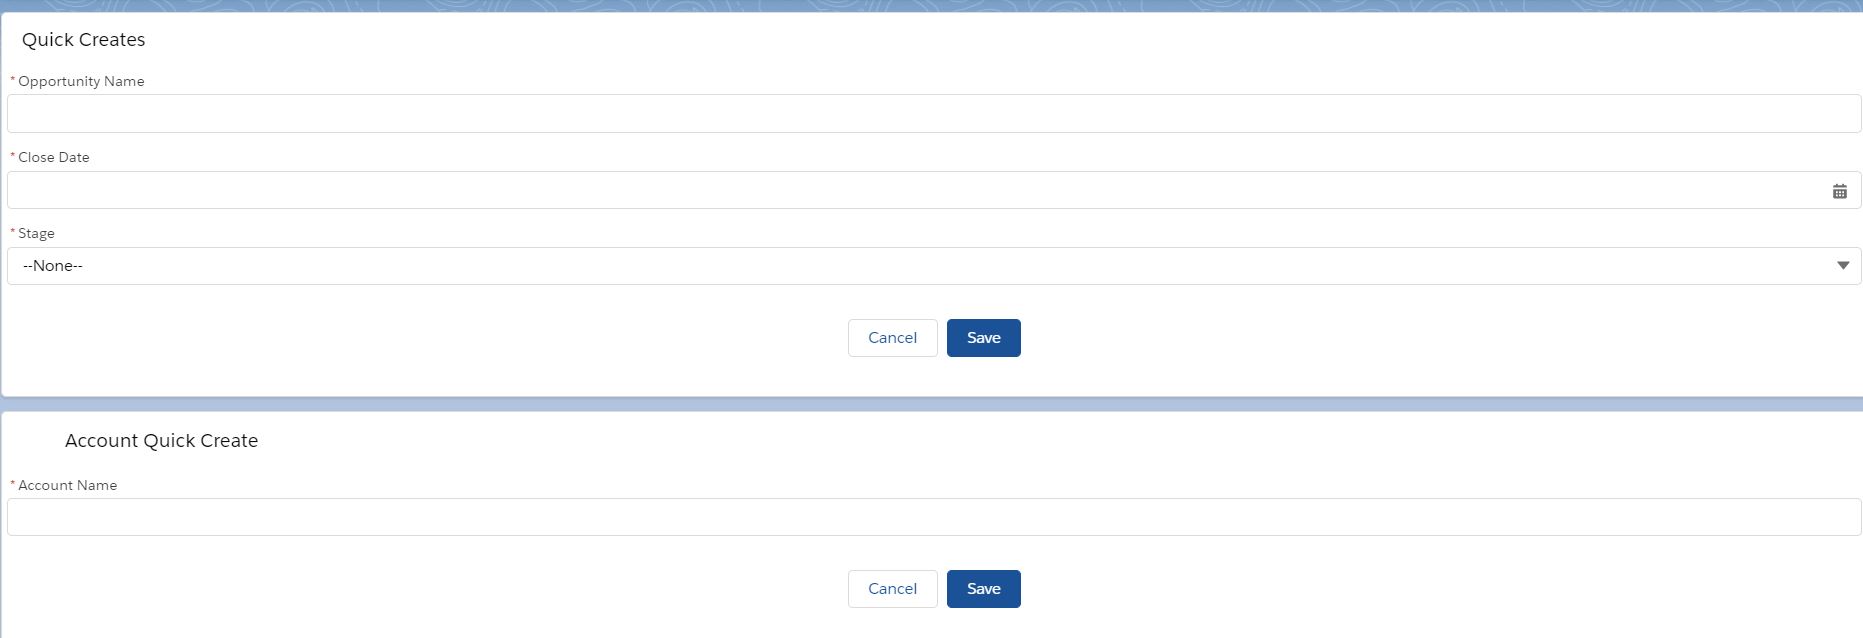 Quick Creates
* Opportunity Name
* Close Date
* Stage
--None--
Cancel Save
Account Quick Create
* Account Name
Cancel Save